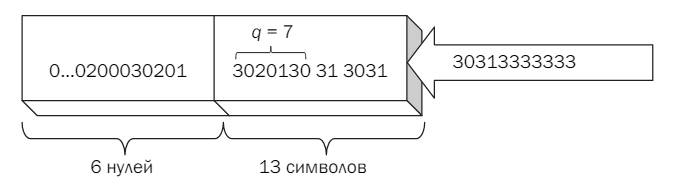 q = 7
0...0200030201 3020130 31 3031 30313333333
6 нулей 13 символов